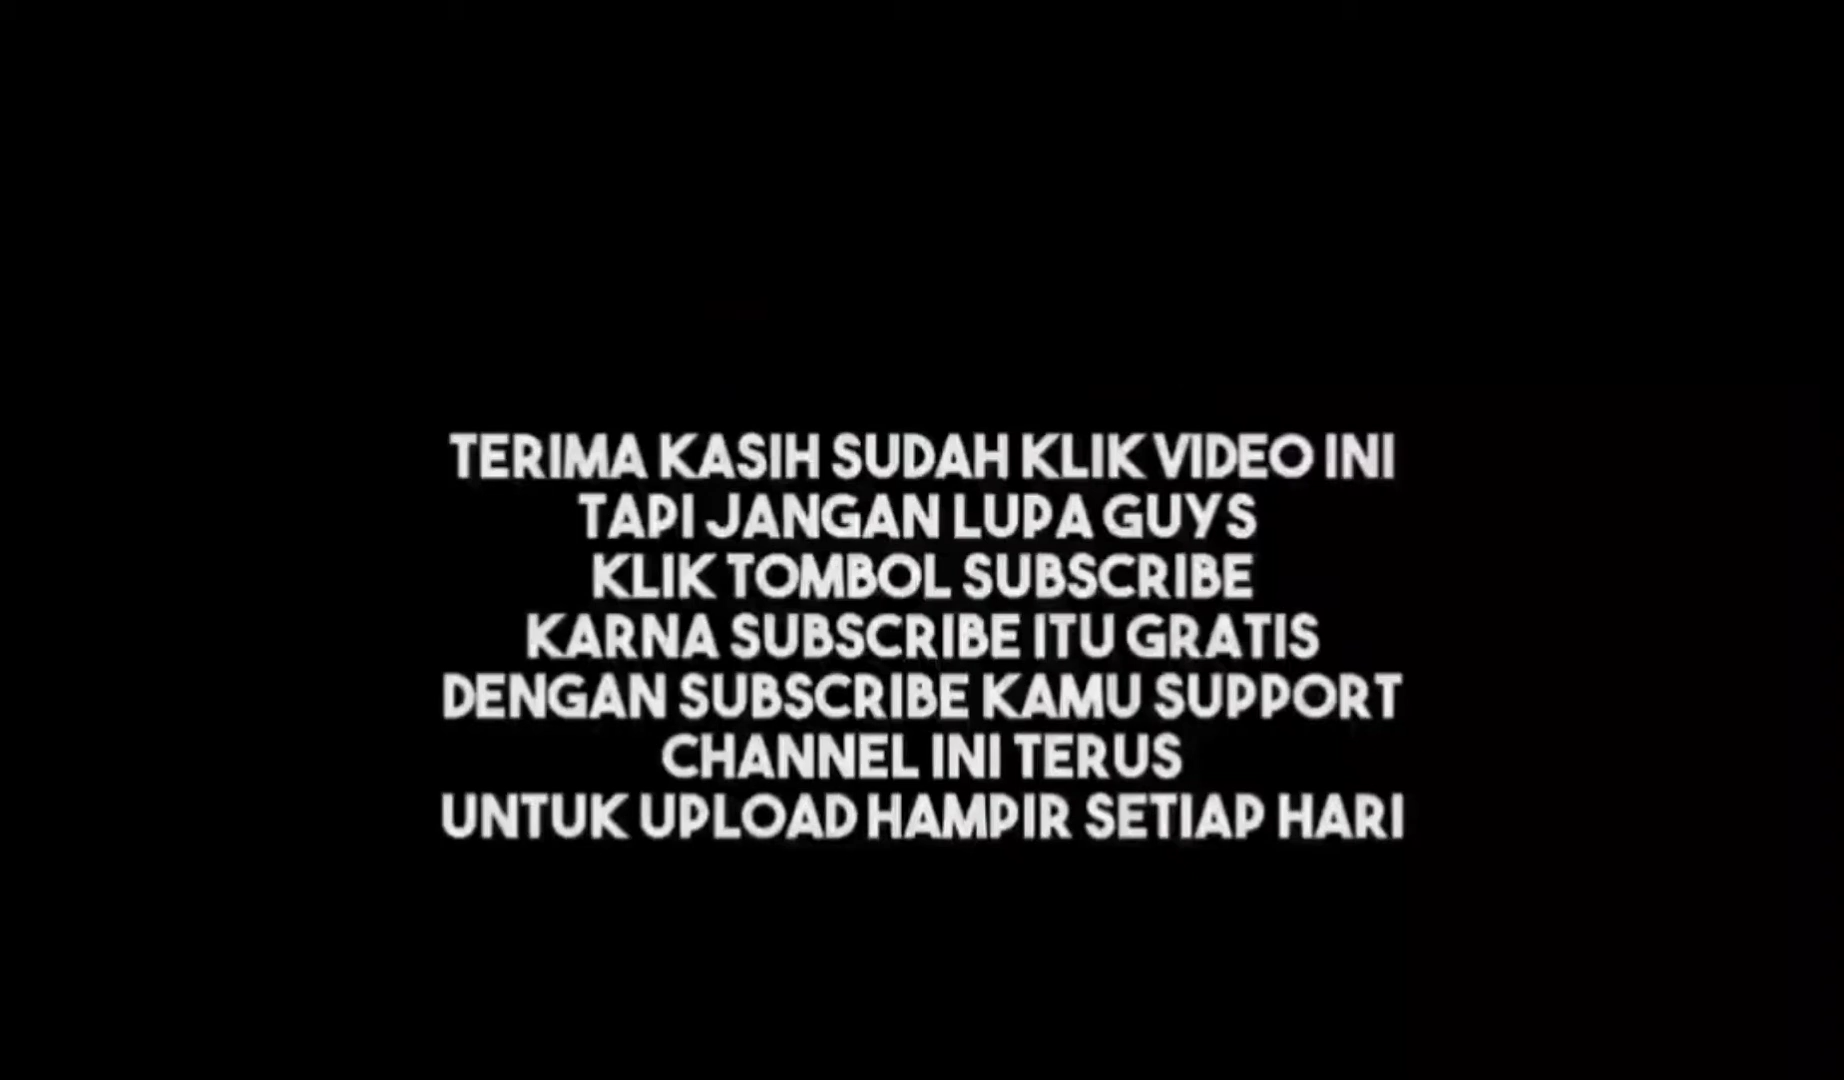 TERIMA KASIH SUDAH KLIK VIDEO INI
TAPI JANGAN LUPA GUYS
KLIK TOMBOL SUBSCRIBE
KARNA SUBSCRIBE ITU GRATIS
DENGAN SUBSCRIBE KAMU SUPPORT
CHANNEL INI TERUS
UNTUK UPLOAD HAMPIR SETIAP HARI